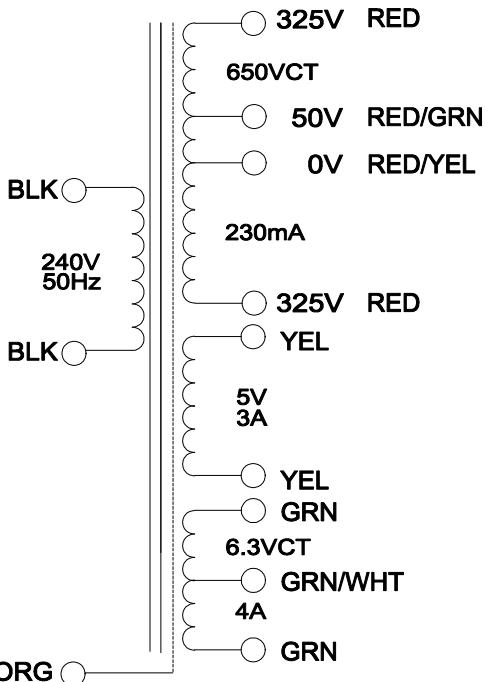 325V RED
650VCT
50V RED/GRN
0V RED/YEL
BLK
230mA
240V
50Hz
325V RED
YEL
BLK
5V
3A
YEL
GRN
6.3VCT
GRN/WHT
4A
GRN
ORG